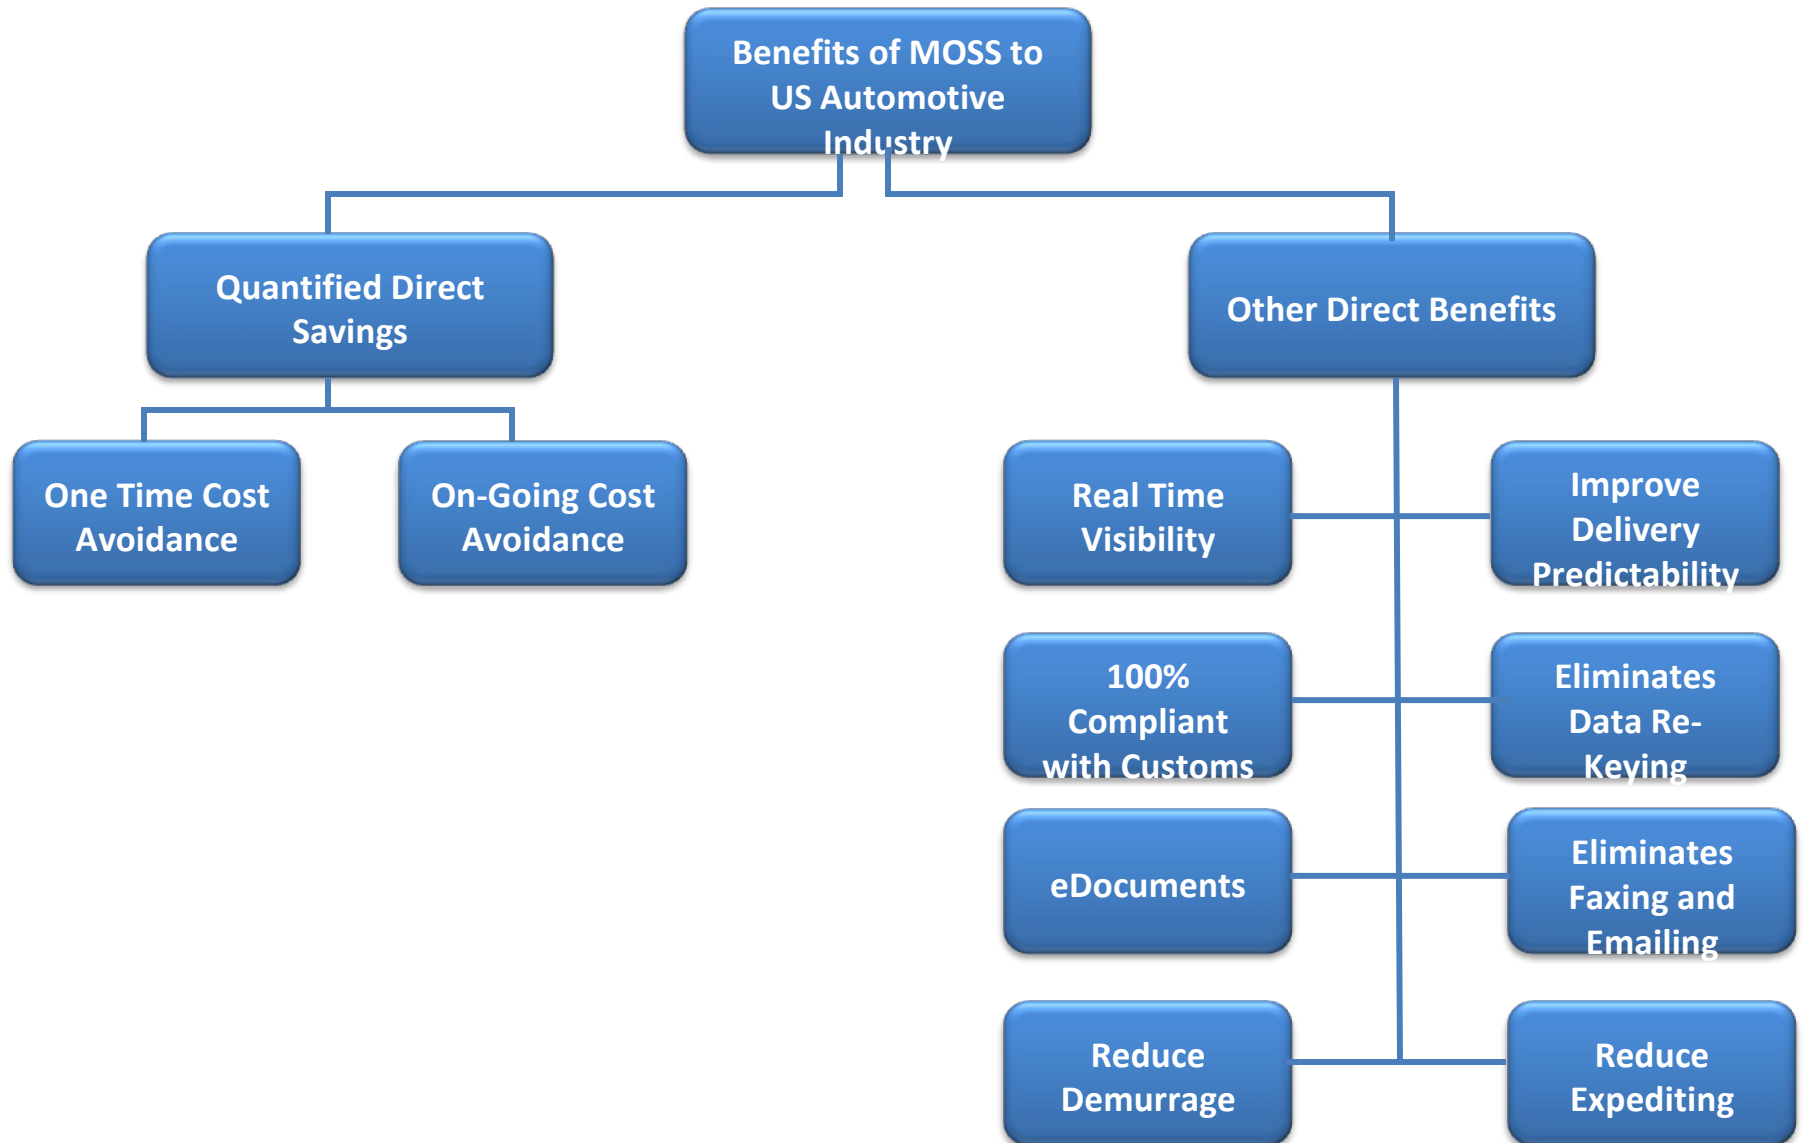 Benefits of MOSS to
US Automotive
Industry
Quantified Direct
Savings
Other Direct Benefits
One Time Cost
Avoidance
On-Going Cost
Avoidance
Real Time
Visibility
Improve
Delivery
Predictability
100%
Compliant
with Customs
Eliminates
Data Re-
Keying
eDocuments
Eliminates
Faxing and
Emailing
Reduce
Demurrage
Reduce
Expediting